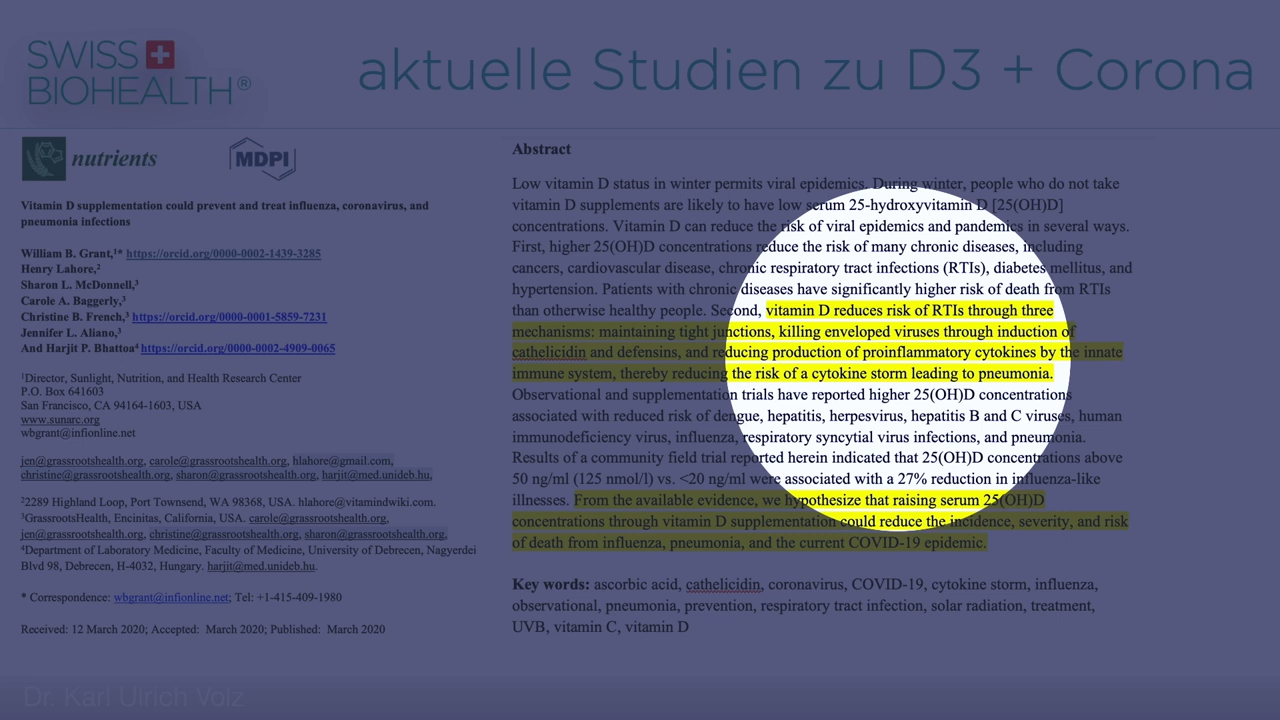 SWISS
BIOHEALTH®
aktuelle Studien zu D3 + Corona
nutrients
MDPI
Vitamin D supplementation could prevent and treat influenza, coronavirus, and
pneumonia infections
William B. Grant,¹* https://orcid.org/0000-0002-1439-3285
Henry Lahore,²
Sharon L. McDonnell,³
Carole A. Baggerly,³
Christine B. French,³ https://orcid.org/0000-0001-5859-7231
Jennifer L. Aliano,³
And Harjit P. Bhattoa⁴ https://orcid.org/0000-0002-4909-0065
¹Director, Sunlight, Nutrition, and Health Research Center
P.O. Box 641603
San Francisco, CA 94164-1603, USA
www.sunarc.org
wbgrant@infionline.net
jen@grassrootshealth.org, carole@grassrootshealth.org, hlahore@gmail.com,
christine@grassrootshealth.org, sharon@grassrootshealth.org, harjit@med.unideb.hu,
²2289 Highland Loop, Port Townsend, WA 98368, USA. hlahore@vitamindwiki.com.
³GrassrootsHealth, Encinitas, California, USA. carole@grassrootshealth.org,
jen@grassrootshealth.org, christine@grassrootshealth.org, sharon@grassrootshealth.org,
⁴Department of Laboratory Medicine, Faculty of Medicine, University of Debrecen, Nagyerdei
Blvd 98, Debrecen, H-4032, Hungary. harjit@med.unideb.hu.
* Correspondence: wbgrant@infionline.net; Tel: +1-415-409-1980
Received: 12 March 2020; Accepted: March 2020; Published: March 2020
Abstract
Low vitamin D status in winter permits viral epidemics. During winter, people who do not take
vitamin D supplements are likely to have low serum 25-hydroxyvitamin D [25(OH)D]
concentrations. Vitamin D can reduce the risk of viral epidemics and pandemics in several ways.
First, higher 25(OH)D concentrations reduce the risk of many chronic diseases, including
cancers, cardiovascular disease, chronic respiratory tract infections (RTIs), diabetes mellitus, and
hypertension. Patients with chronic diseases have significantly higher risk of death from RTIs
than otherwise healthy people. Second, vitamin D reduces risk of RTIs through three
mechanisms: maintaining tight junctions, killing enveloped viruses through induction of
cathelicidin and defensins, and reducing production of proinflammatory cytokines by the innate
immune system, thereby reducing the risk of a cytokine storm leading to pneumonia.
Observational and supplementation trials have reported higher 25(OH)D concentrations
associated with reduced risk of dengue, hepatitis, herpesvirus, hepatitis B and C viruses, human
immunodeficiency virus, influenza, respiratory syncytial virus infections, and pneumonia.
Results of a community field trial reported herein indicated that 25(OH)D concentrations above
50 ng/ml (125 nmol/l) vs. <20 ng/ml were associated with a 27% reduction in influenza-like
illnesses. From the available evidence, we hypothesize that raising serum 25(OH)D
concentrations through vitamin D supplementation could reduce the incidence, severity, and risk
of death from influenza, pneumonia, and the current COVID-19 epidemic.
Key words: ascorbic acid, cathelicidin, coronavirus, COVID-19, cytokine storm, influenza,
observational, pneumonia, prevention, respiratory tract infection, solar radiation, treatment,
UVB, vitamin C, vitamin D
Dr. Karl Ulrich Volz